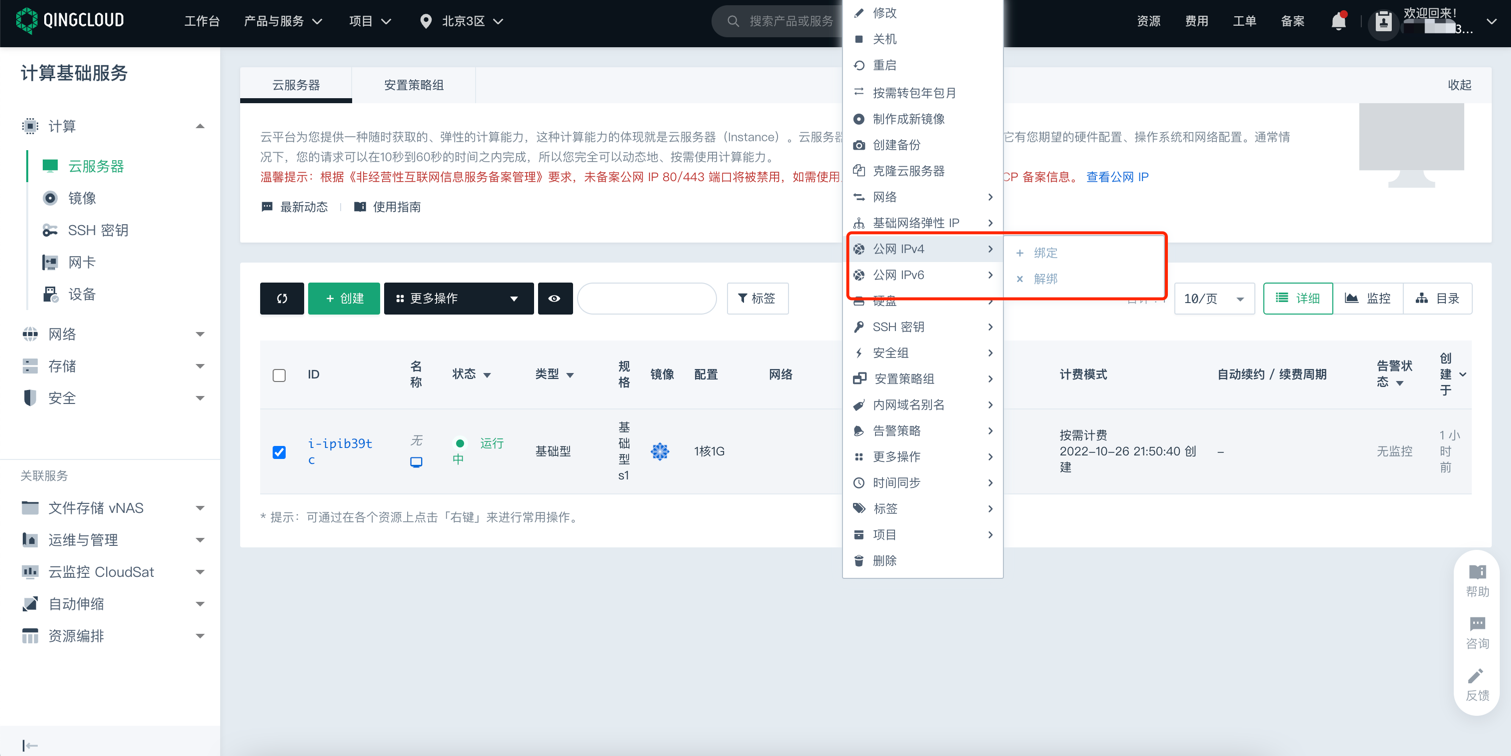 QINGCLOUD
工作台
产品与服务
项目
北京3区
搜索产品或服务
资源
费用
工单
备案
欢迎回来!
3...
计算基础服务
计算
云服务器
镜像
SSH 密钥
网卡
设备
网络
存储
安全
关联服务
文件存储 vNAS
运维与管理
云监控 CloudSat
自动伸缩
资源编排
云服务器
安置策略组
收起
云平台为您提供一种随时获取的、弹性的计算能力，这种计算能力的体现就是云服务器（Instance）。云服务器 它有您期望的硬件配置、操作系统和网络配置。通常情
况下，您的请求可以在10秒到60秒的时间之内完成，所以您完全可以动态地、按需使用计算能力。
温馨提示：根据《非经营性互联网信息服务备案管理》要求，未备案公网 IP 80/443 端口将被禁用，如需使用 CP 备案信息。 查看公网 IP
最新动态
使用指南
+ 创建
更多操作
标签
10/页
详细
监控
目录
ID
名称
状态
类型
规格
镜像
配置
网络
计费模式
自动续约 / 续费周期
告警状态
创建于
i-ipib39t
c
无
运行
中
基础型
基
础
型
s1
1核1G
按需计费
2022-10-26 21:50:40 创
建
–
无监控
1 小
时
前
* 提示：可通过在各个资源上点击「右键」来进行常用操作。
修改
关机
重启
按需转包年包月
制作成新镜像
创建备份
克隆云服务器
网络
基础网络弹性 IP
公网 IPv4
公网 IPv6
硬盘
SSH 密钥
安全组
安置策略组
内网域名别名
告警策略
更多操作
时间同步
标签
项目
删除
+ 绑定
× 解绑
帮助
咨询
反馈